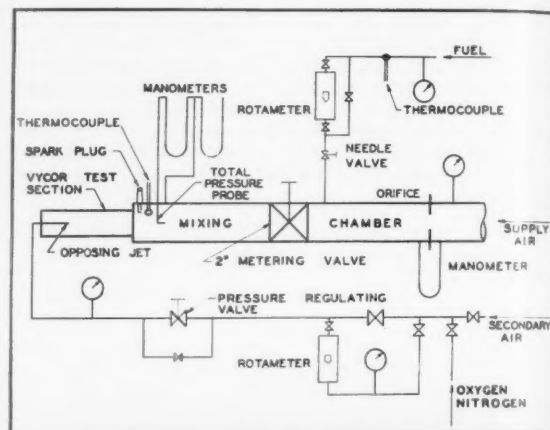 FUEL
MANOMETERS
ROTAMETER
THERMOCOUPLE
THERMOCOUPLE
SPARK PLUG
VYCOR TEST
SECTION
TOTAL
PRESSURE
PROBE
NEEDLE
VALVE
ORIFICE
MIXING
CHAMBER
SUPPLY
AIR
OPPOSING JET
2" METERING VALVE
MANOMETER
PRESSURE REGULATING
VALVE
SECONDARY
AIR
ROTAMETER
OXYGEN
NITROGEN